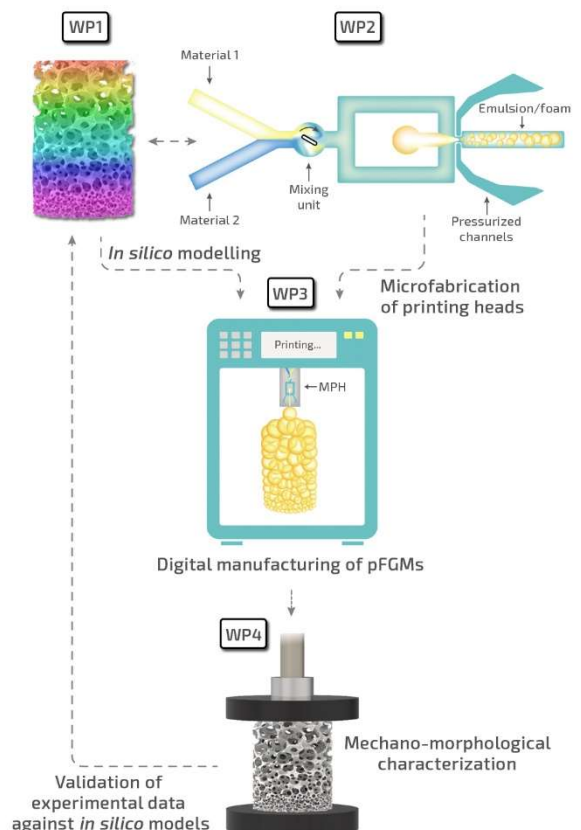 WP1
WP2
Material 1
Emulsion/foam
Mixing
unit
Material 2
Pressurized
channels
In silico modelling
Microfabrication
of printing heads
WP3
Printing...
MPH
Digital manufacturing of pFGMs
WP4
Mechano-morphological
characterization
Validation of
experimental data
against in silico models